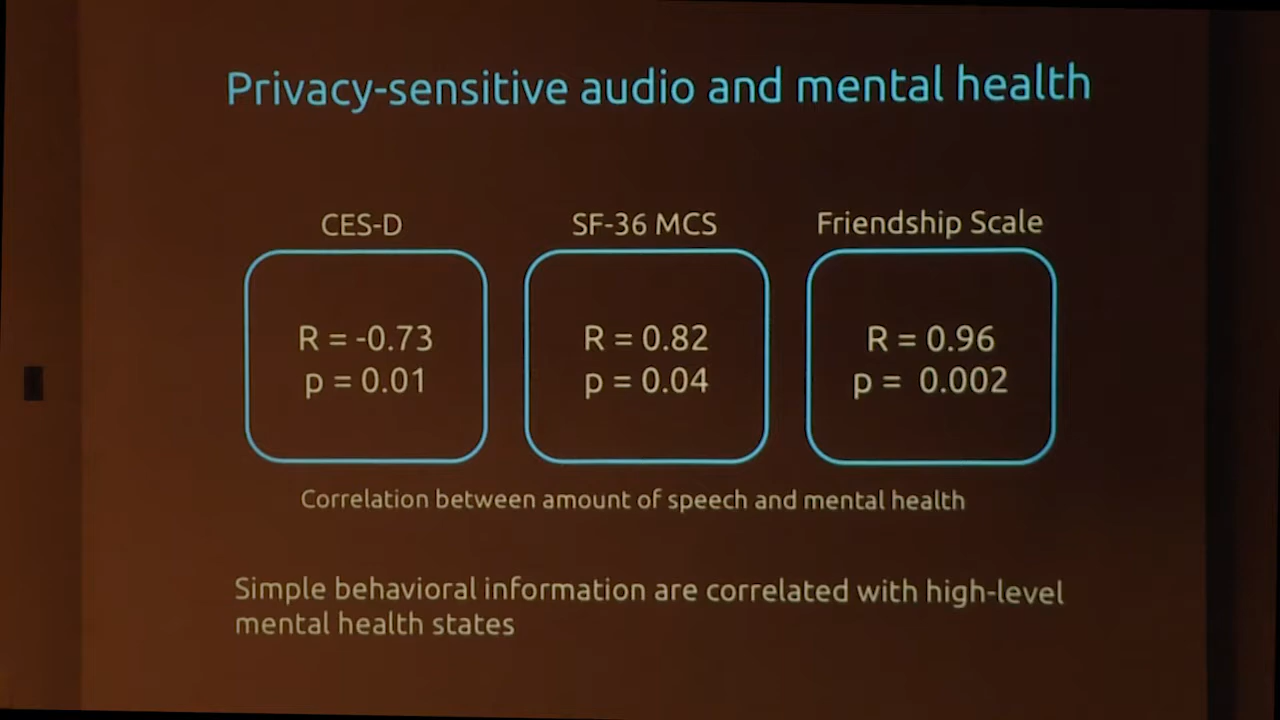 Privacy-sensitive audio and mental health
CES-D
SF-36 MCS
Friendship Scale
R = -0.73
p = 0.01
R = 0.82
p = 0.04
R = 0.96
p = 0.002
Correlation between amount of speech and mental health
Simple behavioral information are correlated with high-level
mental health states